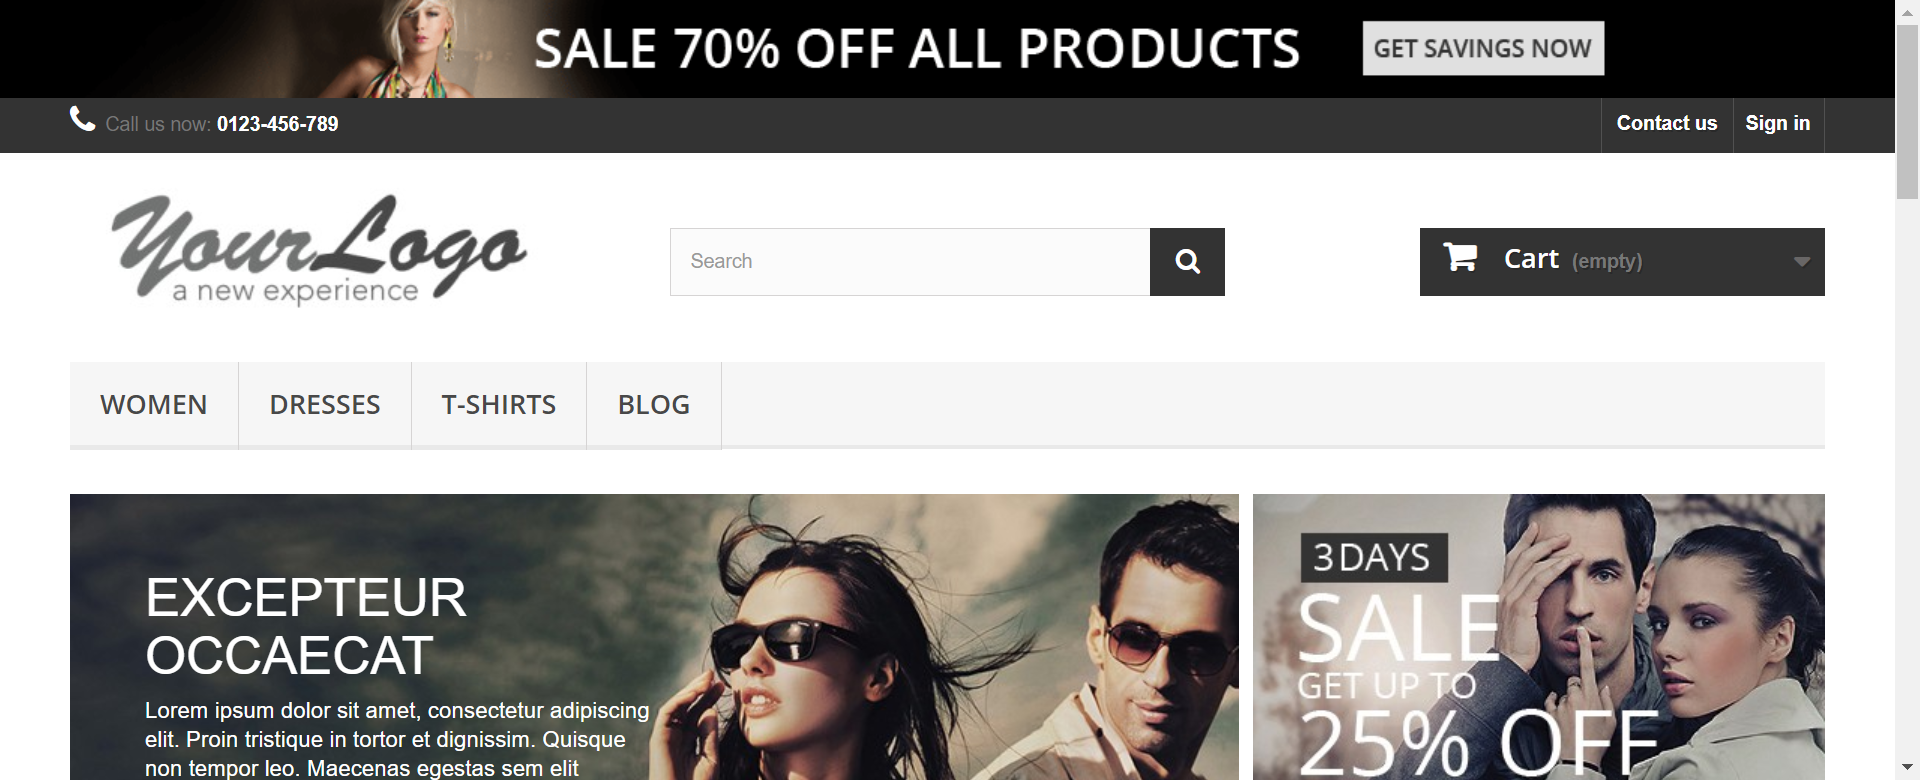 SALE 70% OFF ALL PRODUCTS
GET SAVINGS NOW
Call us now: 0123-456-789
Contact us
Sign in
Your Logo
a new experience
Search
Cart (empty)
WOMEN
DRESSES
T-SHIRTS
BLOG
EXCEPTEUR
OCCAECAT
Lorem ipsum dolor sit amet, consectetur adipiscing
elit. Proin tristique in tortor et dignissim. Quisque
non tempor leo. Maecenas egestas sem elit
3 DAYS
SALE
GET UP TO
25% OFF